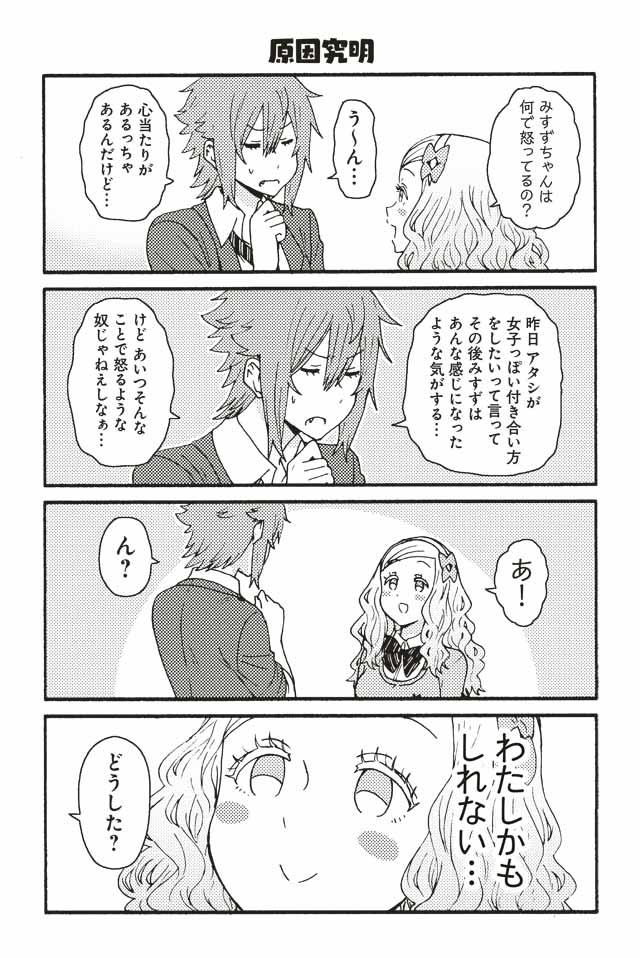 原因究明
みすずちゃんは
何で怒ってるの?
う〜ん…
心当たりが
あるっちゃ
あるんだけど…
昨日 アタシが
女子っぽい付き合い方
をしたいって言って
その後みすずは
あんな感じになった
ような気がする…
けど あいつそんな
ことで怒るような
奴じゃねえしなぁ…
あ!
ん?
わたしかも
しれない…
どうした?